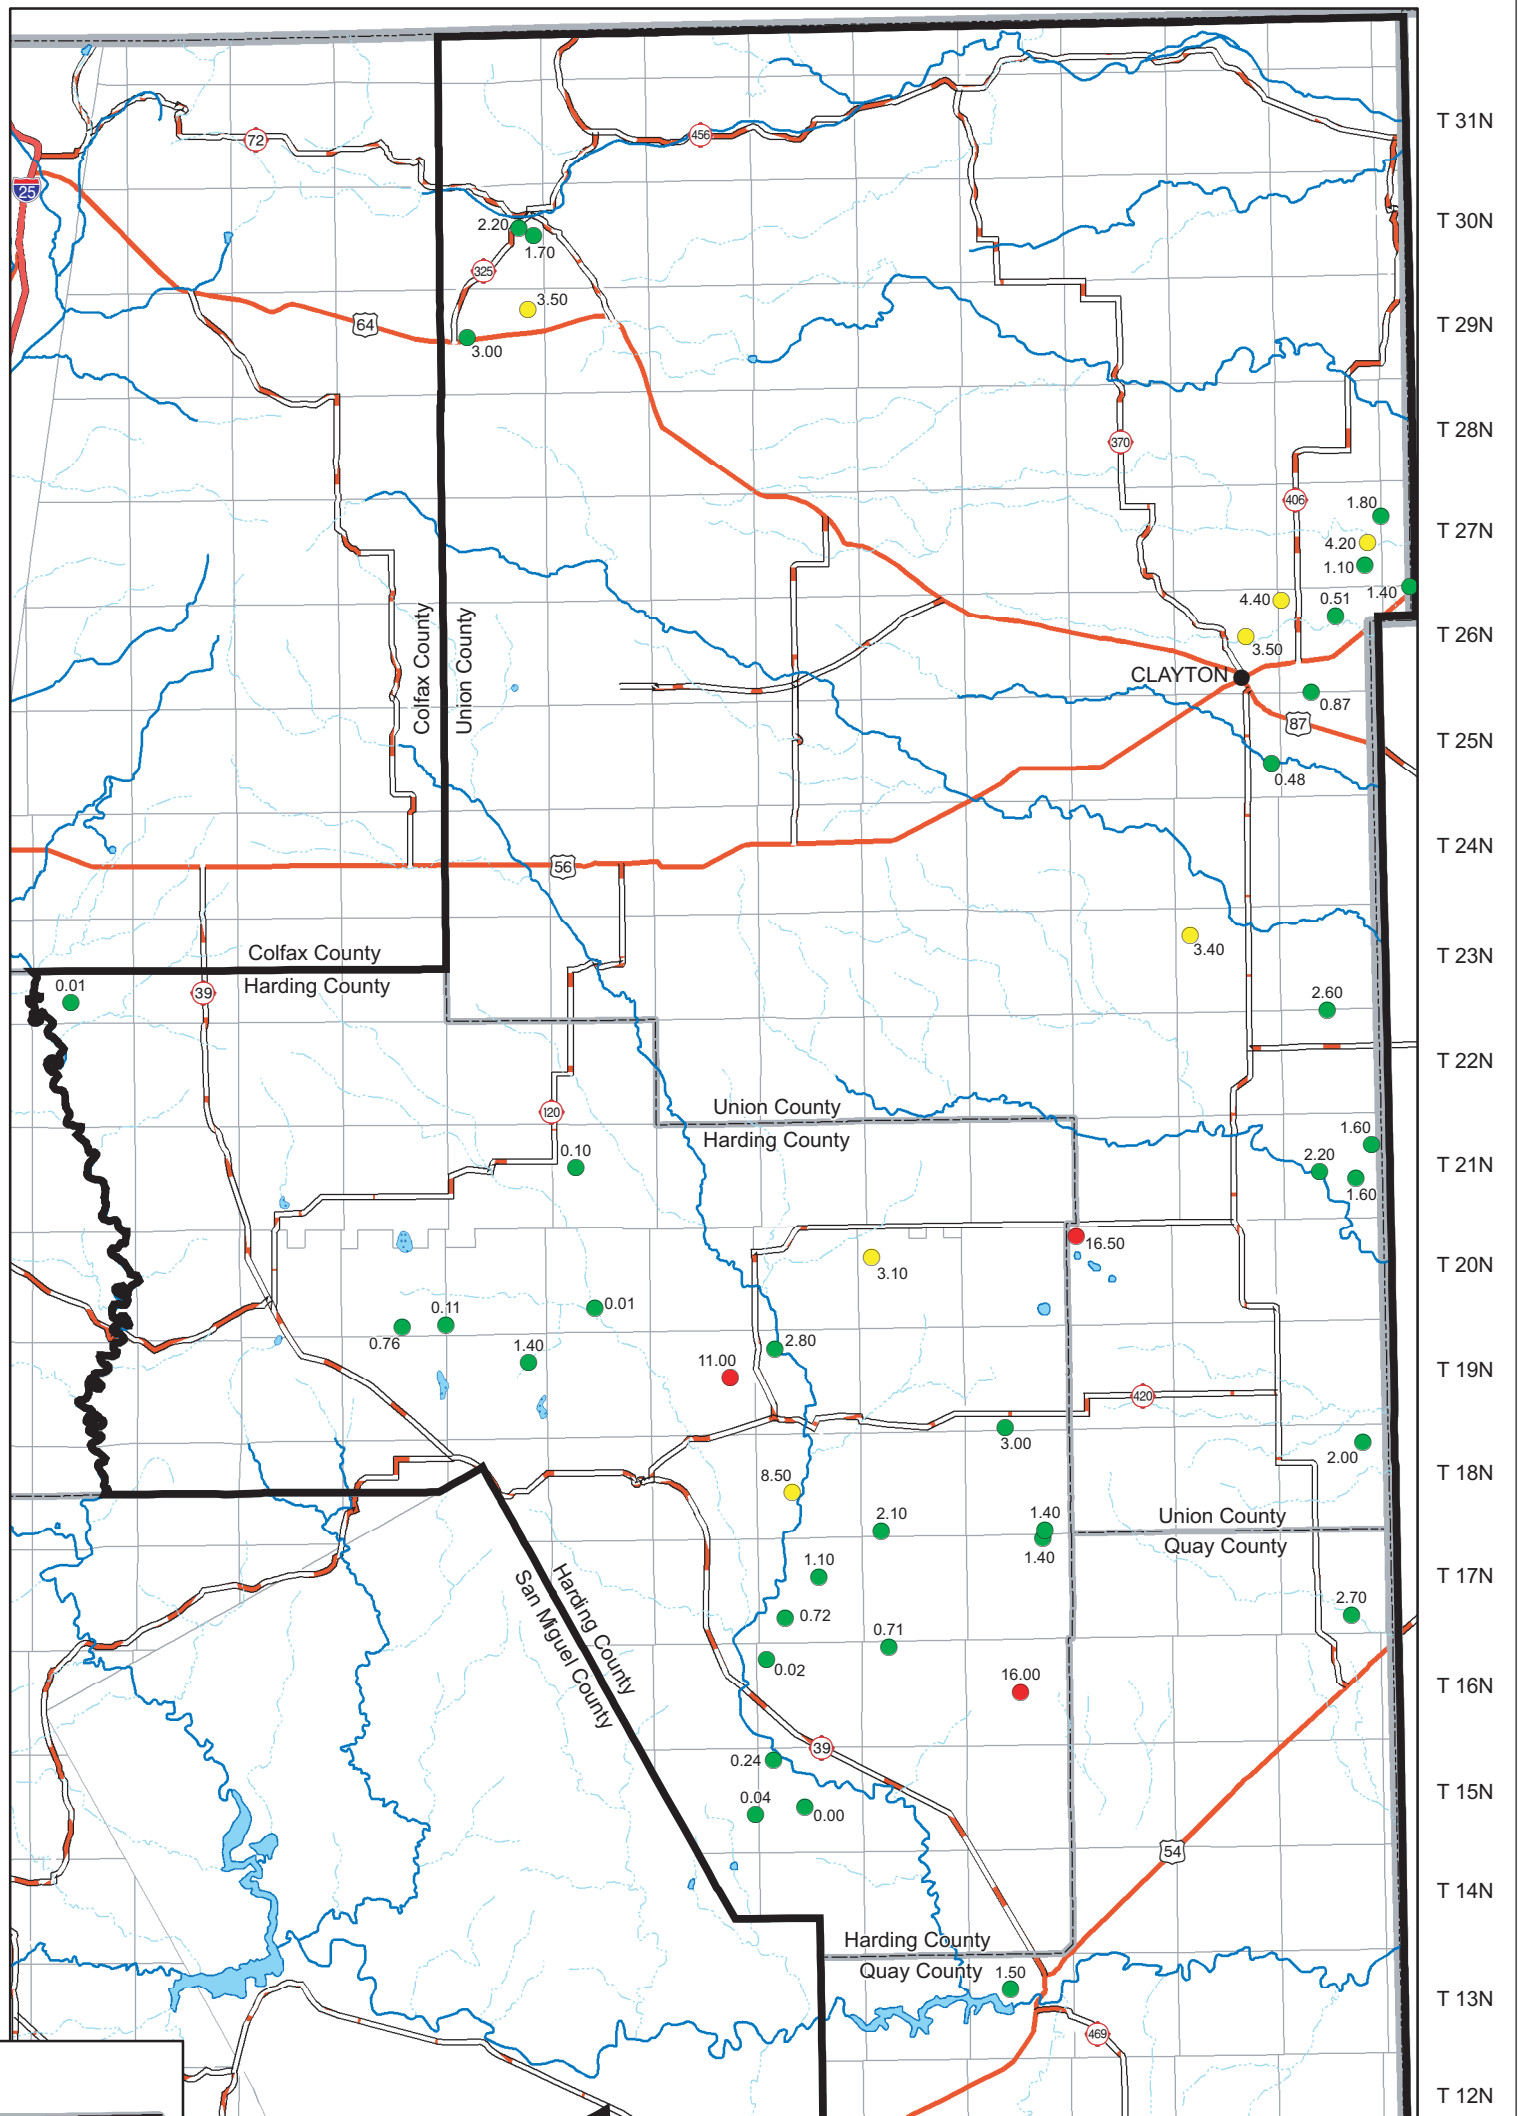 T 31N
72
456
25
T 30N
2.20
1.70
325
3.50
T 29N
64
3.00
T 28N
370
406
1.80
T 27N
4.20
1.10
1.40
4.40
0.51
T 26N
3.50
Colfax County
Union County
CLAYTON
0.87
87
T 25N
0.48
T 24N
56
3.40
T 23N
Colfax County
Harding County
0.01
39
2.60
T 22N
120
Union County
Harding County
1.60
0.10
2.20
T 21N
1.60
16.50
3.10
T 20N
0.01
0.11
0.76
2.80
1.40
11.00
T 19N
420
3.00
2.00
8.50
T 18N
2.10
1.40
Union County
Quay County
1.40
1.10
T 17N
Harding County
San Miguel County
0.72
2.70
0.71
0.02
16.00
T 16N
39
0.24
0.04
0.00
T 15N
54
T 14N
Harding County
Quay County
1.50
T 13N
469
T 12N